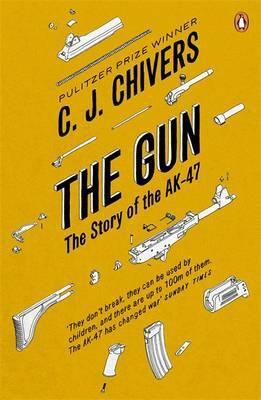 PULITZER PRIZE WINNER
C. J. CHIVERS
THE GUN
The Story of the AK-47
'They don't break, they can be used by
children, and there are up to 100m of them.
The AK-47 has changed war' SUNDAY TIMES